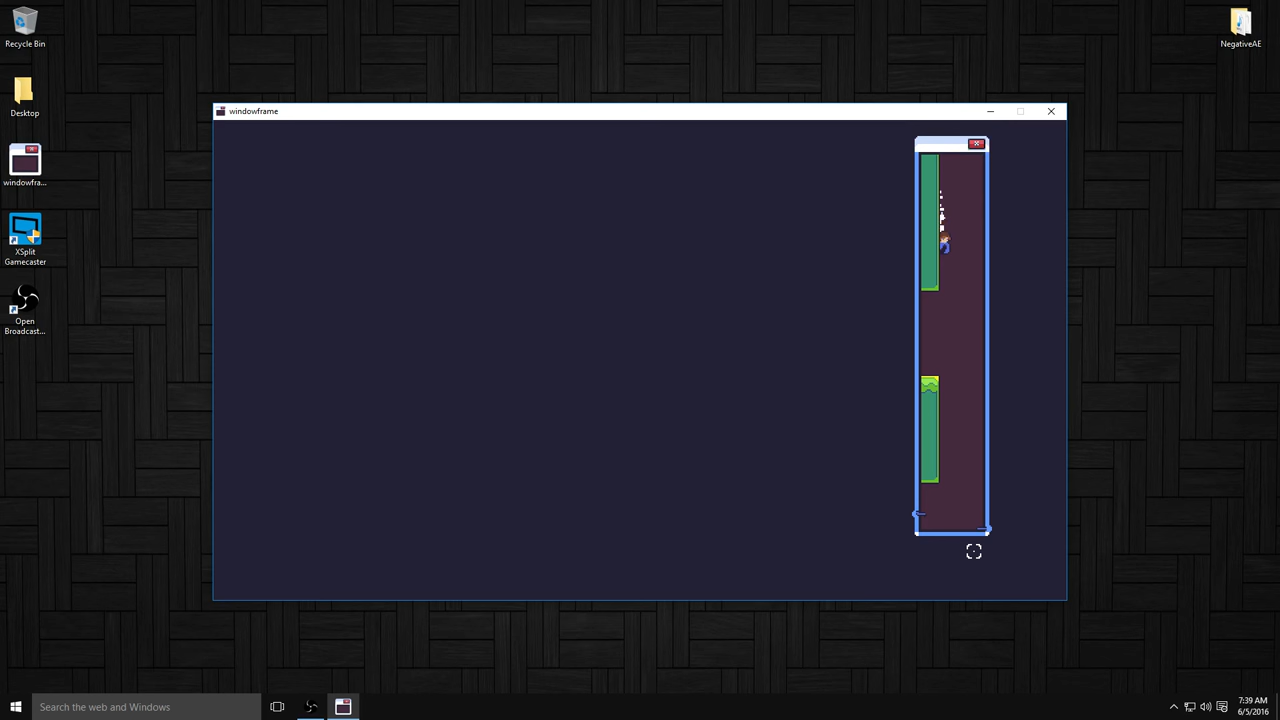 Recycle Bin
NegativeAE
Desktop
windowframe
windowfra...
XSplit
Gamecaster
Open
Broadcast...
Search the web and Windows
7:39 AM
6/5/2016